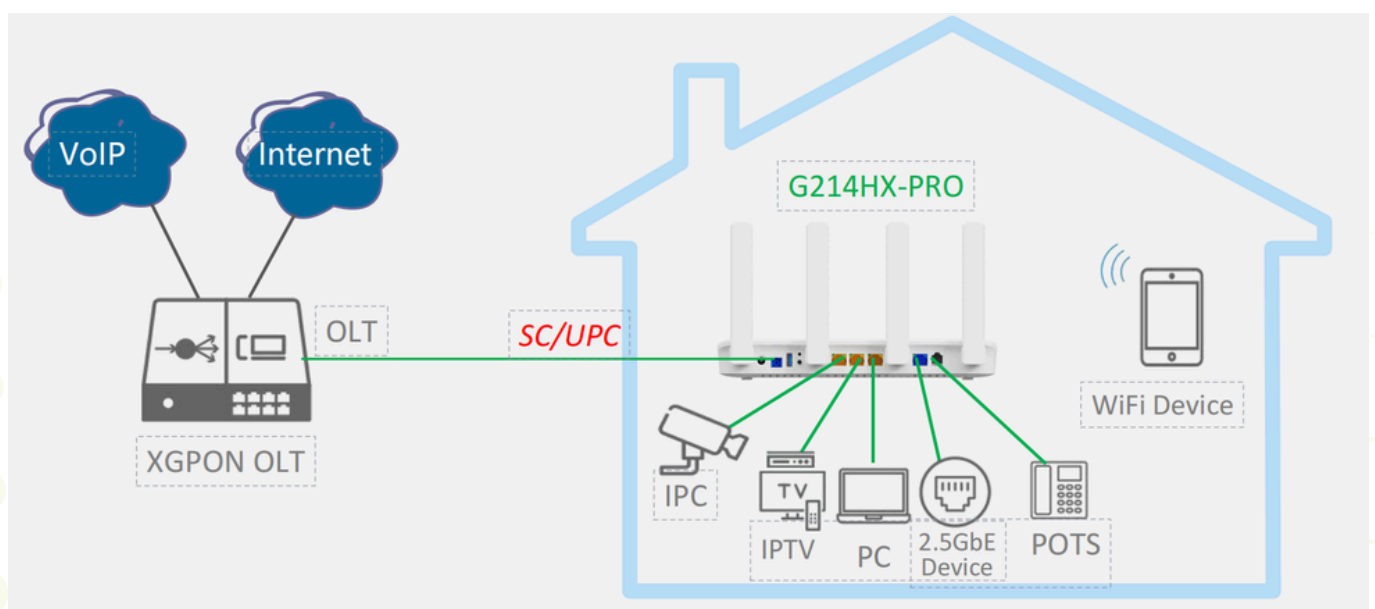 VoIP
Internet
G214HX-PRO
OLT
SC/UPC
WiFi Device
XGPON OLT
IPC
TV
IPTV
PC
2.5GbE
Device
POTS